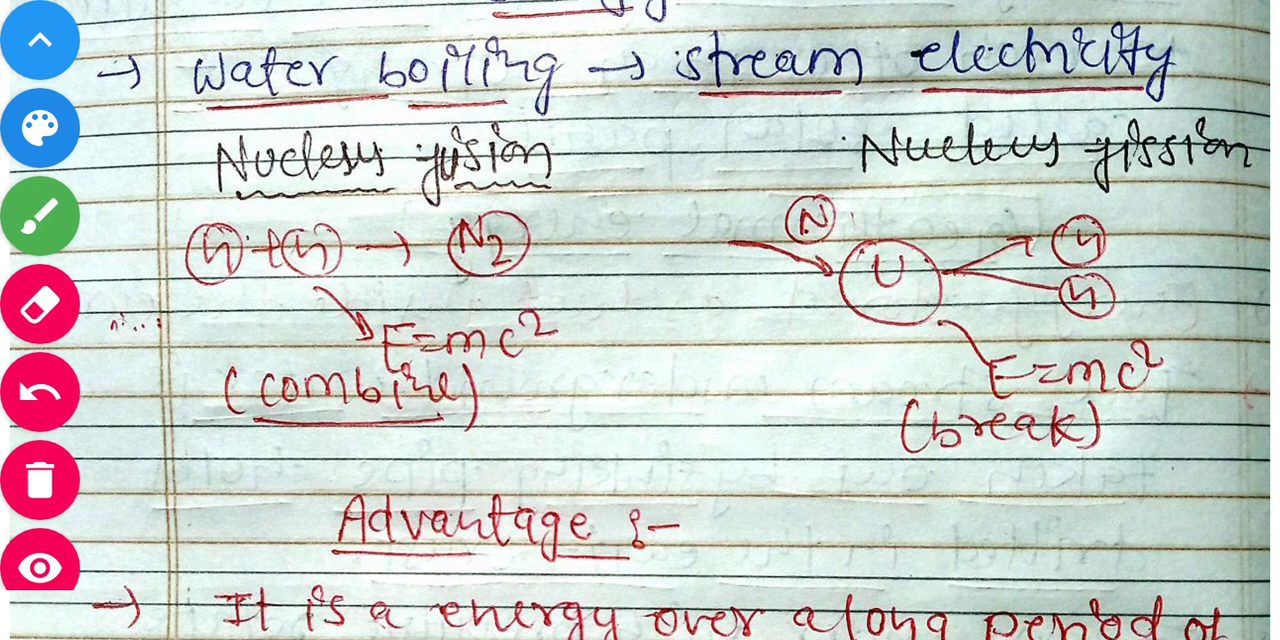 → Water boiling → stream electricity
Nucleus fusion
Nucleus fission
N
→ N2
U
E=mc²
E=mc²
(combine)
(break)
Advantage :-
→ It is a energy over a long period of